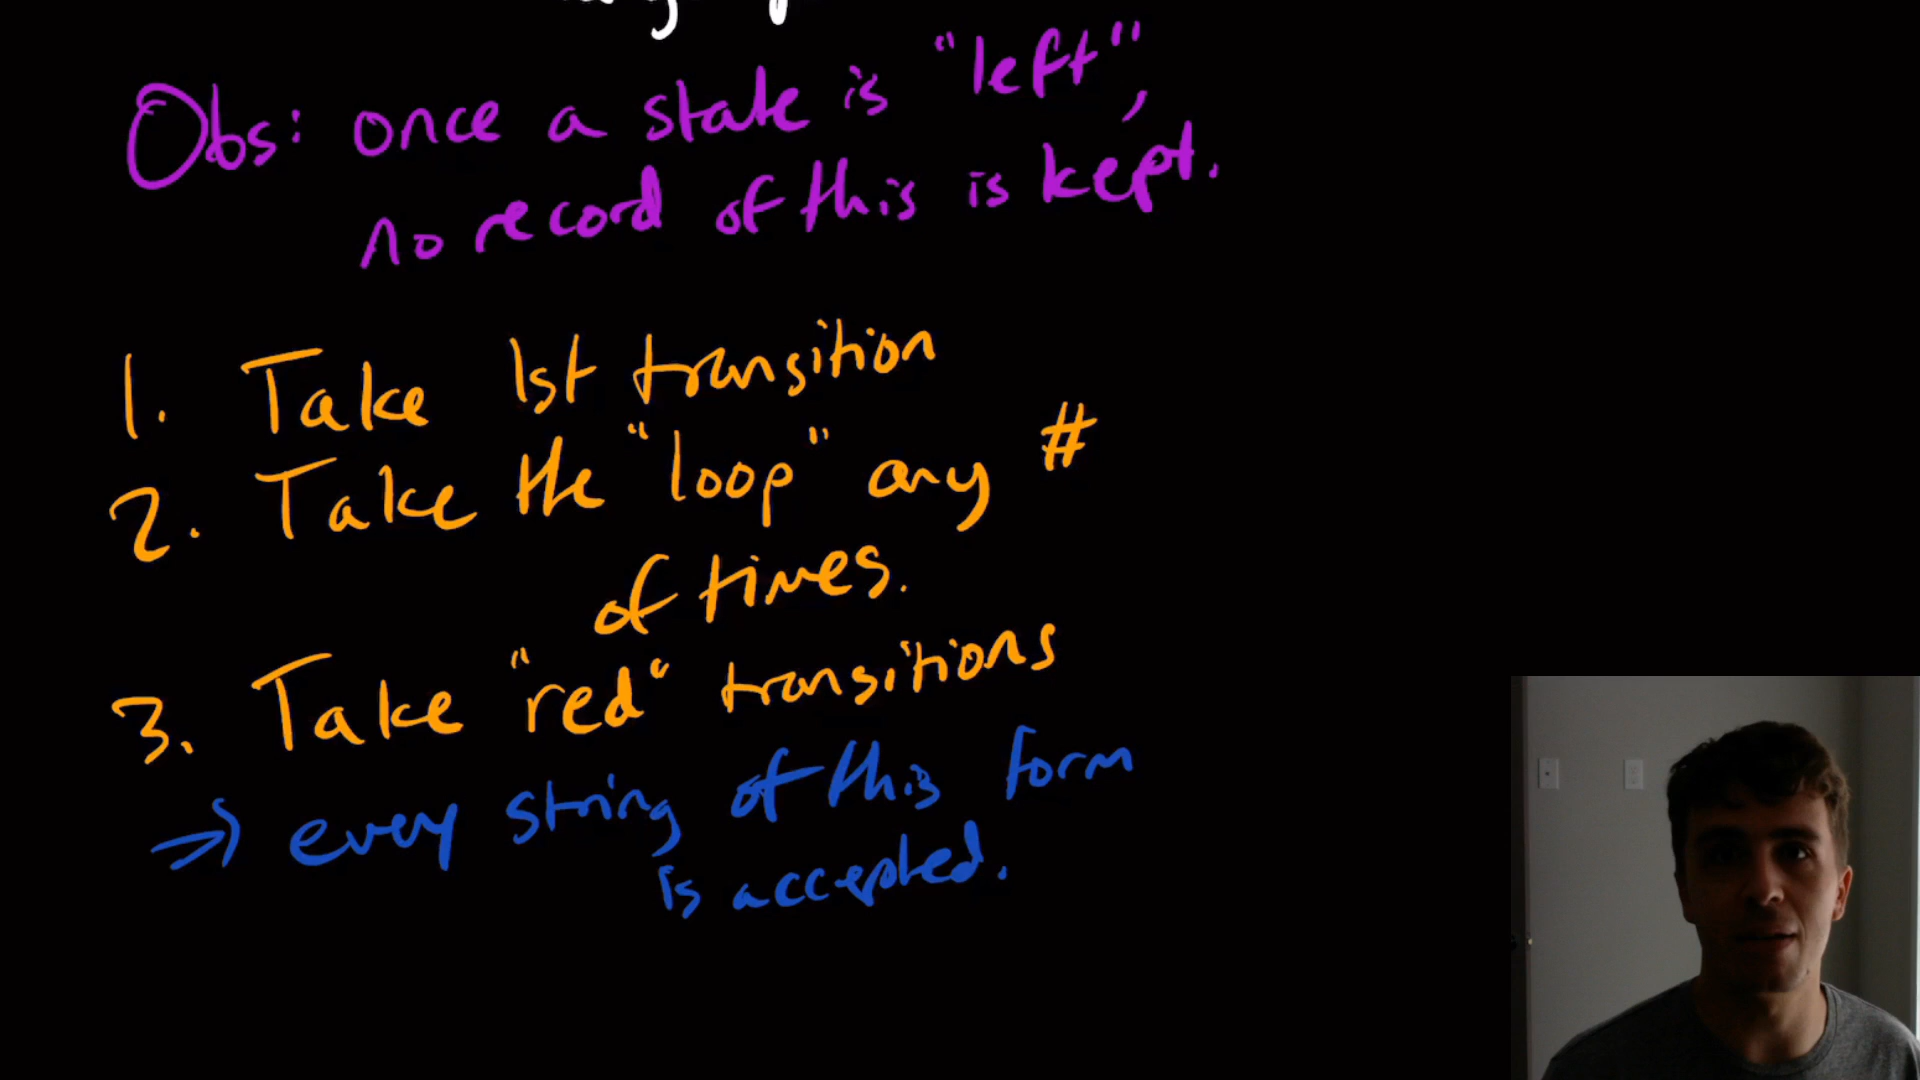 Obs: once a state is "left",
no record of this is kept.
1. Take 1st transition
2. Take the "loop" any #
of times.
3. Take "red" transitions
⇒ every string of this form
is accepted.